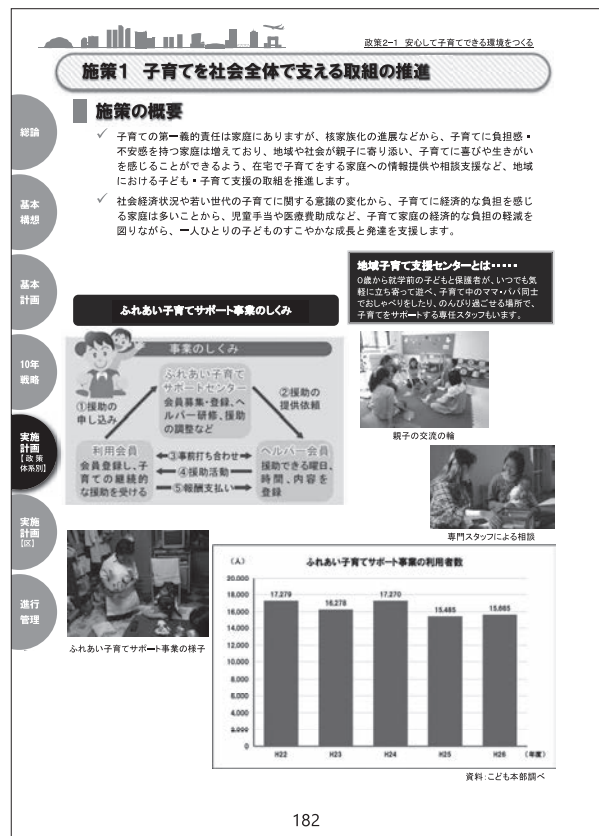 政策2-1 安心して子育てできる環境をつくる
施策1 子育てを社会全体で支える取組の推進
総論
基本
構想
基本
計画
10年
戦略
実施
計画
【政策
体系別】
実施
計画
【区】
進行
管理
施策の概要
✓ 子育ての第一義的責任は家庭にありますが、核家族化の進展などから、子育てに負担感・
不安感を持つ家庭は増えており、地域や社会が親子に寄り添い、子育てに喜びや生きがい
を感じることができるよう、在宅で子育てをする家庭への情報提供や相談支援など、地域
における子ども・子育て支援の取組を推進します。
✓ 社会経済状況や若い世代の子育てに関する意識の変化から、子育てに経済的な負担を感じ
る家庭は多いことから、児童手当や医療費助成など、子育て家庭の経済的な負担の軽減を
図りながら、一人ひとりの子どものすこやかな成長と発達を支援します。
地域子育て支援センターとは・・・・・
0歳から就学前の子どもと保護者が、いつでも気
軽に立ち寄って遊べ、子育て中のママ・パパ同士
でおしゃべりをしたり、のんびり過ごせる場所で、
子育てをサポートする専任スタッフもいます。
ふれあい子育てサポート事業のしくみ
事業のしくみ
ふれあい子育て
サポートセンター
会員募集・登録、ヘ
ルパー研修、援助
の調整など
①援助の
申し込み
②援助の
提供依頼
利用会員
会員登録し、子
育ての継続的
な援助を受ける
③事前打ち合わせ
④援助活動
⑤報酬支払い
ヘルパー会員
援助できる曜日、
時間、内容を
登録
親子の交流の輪
専門スタッフによる相談
ふれあい子育てサポート事業の様子
ふれあい子育てサポート事業の利用者数
(人)
20,000
18,000
16,000
14,000
12,000
10,000
8,000
6,000
4,000
2,000
0
17,279
16,278
17,270
15,485
15,665
H22
H23
H24
H25
H26
(年度)
資料:こども本部調べ
182